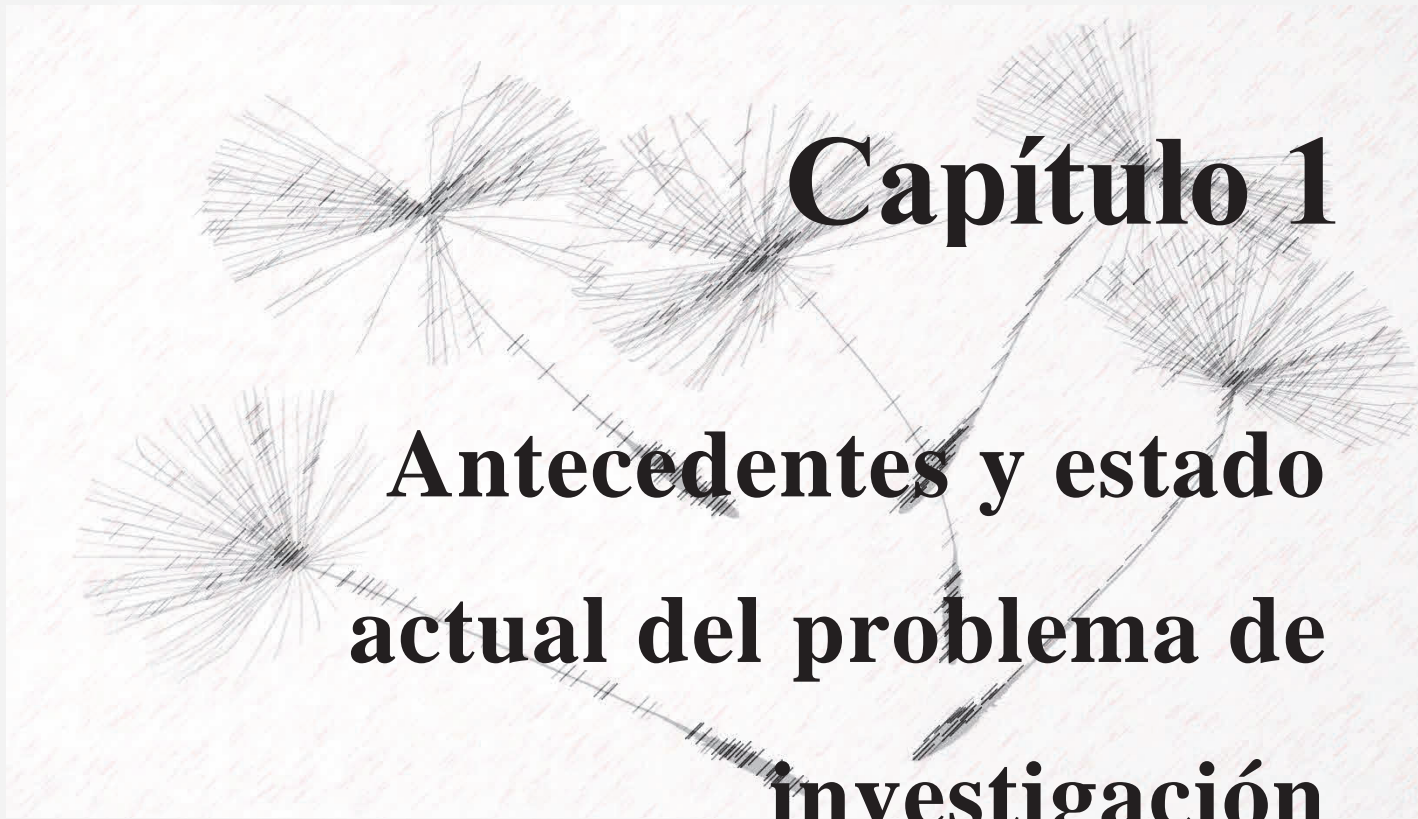 Capítulo 1
Antecedentes y estado
actual del problema de
investigación